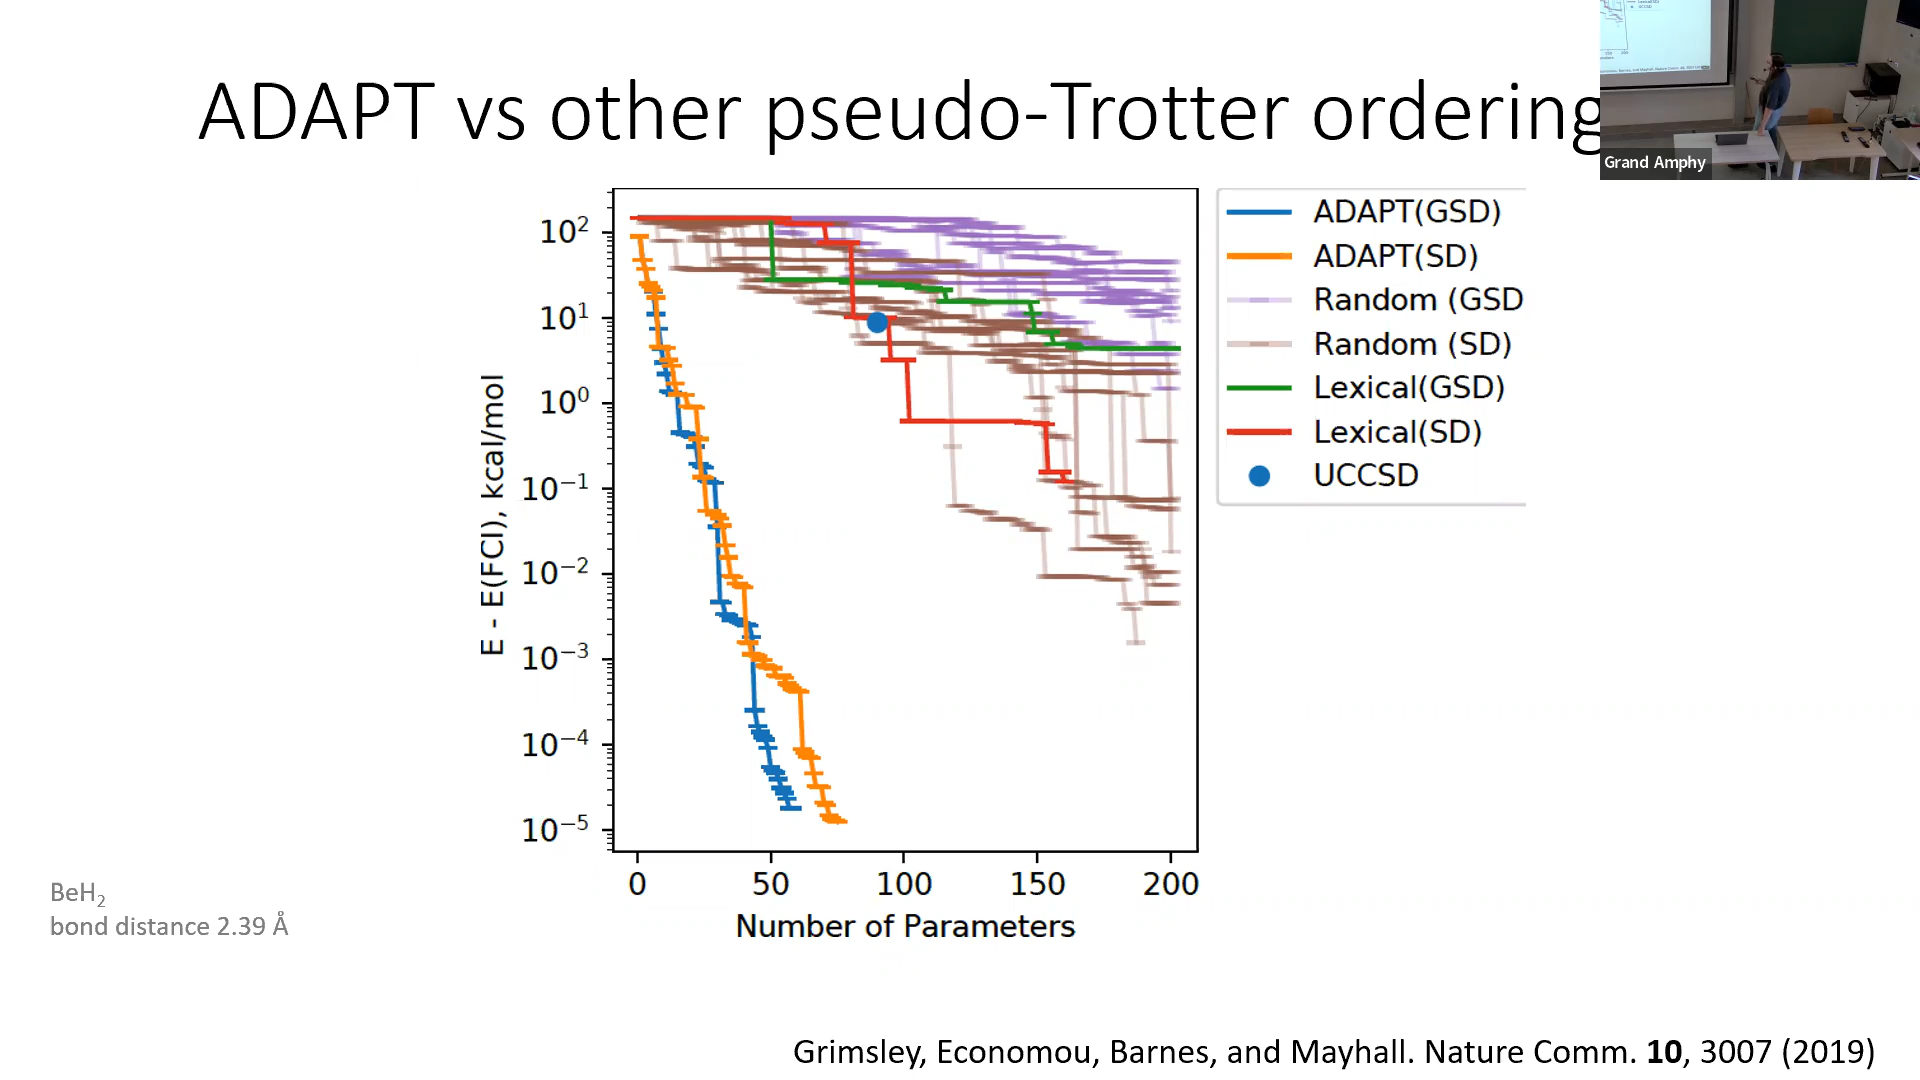 ADAPT vs other pseudo-Trotter ordering
Grand Amphy
E - E(FCI), kcal/mol
10²
10¹
10⁰
10⁻¹
10⁻²
10⁻³
10⁻⁴
10⁻⁵
0 50 100 150 200
Number of Parameters
ADAPT(GSD)
ADAPT(SD)
Random (GSD
Random (SD)
Lexical(GSD)
Lexical(SD)
UCCSD
BeH₂
bond distance 2.39 Å
Grimsley, Economou, Barnes, and Mayhall. Nature Comm. 10, 3007 (2019)